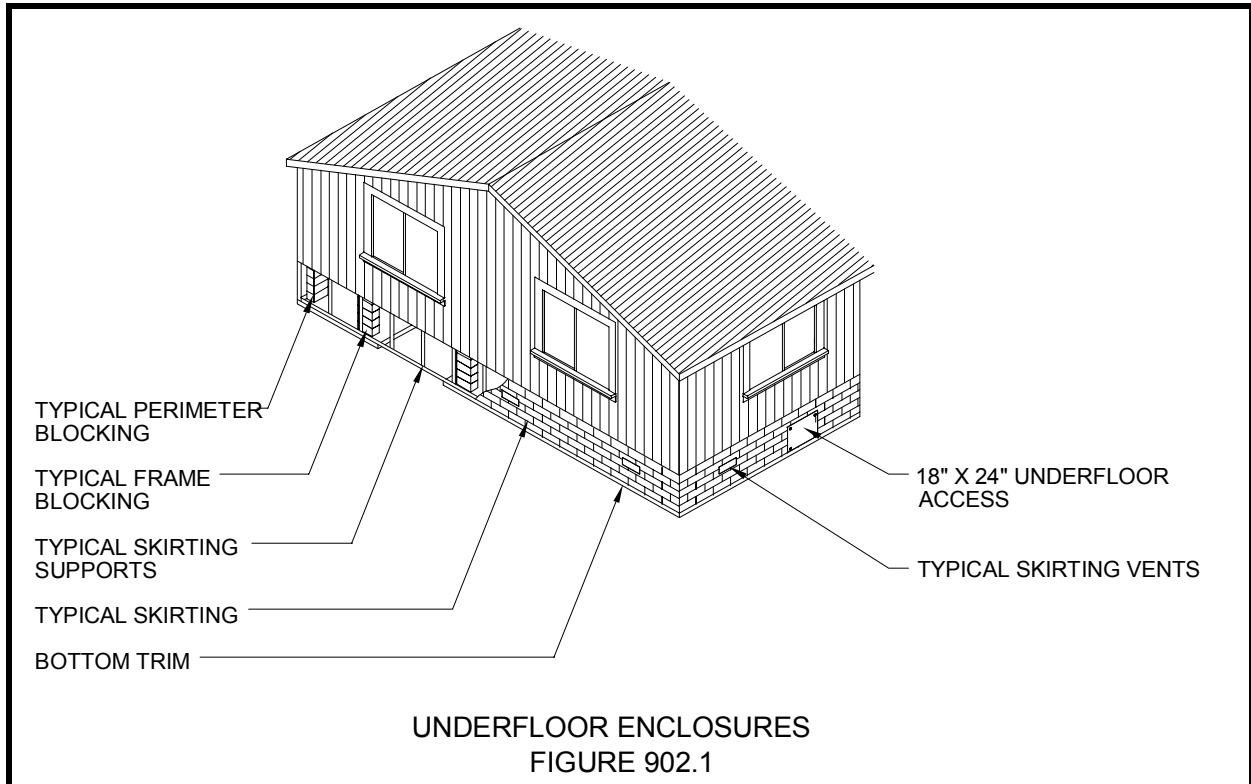 TYPICAL PERIMETER
BLOCKING
TYPICAL FRAME
BLOCKING
TYPICAL SKIRTING
SUPPORTS
TYPICAL SKIRTING
BOTTOM TRIM
18" X 24" UNDERFLOOR
ACCESS
TYPICAL SKIRTING VENTS
UNDERFLOOR ENCLOSURES
FIGURE 902.1